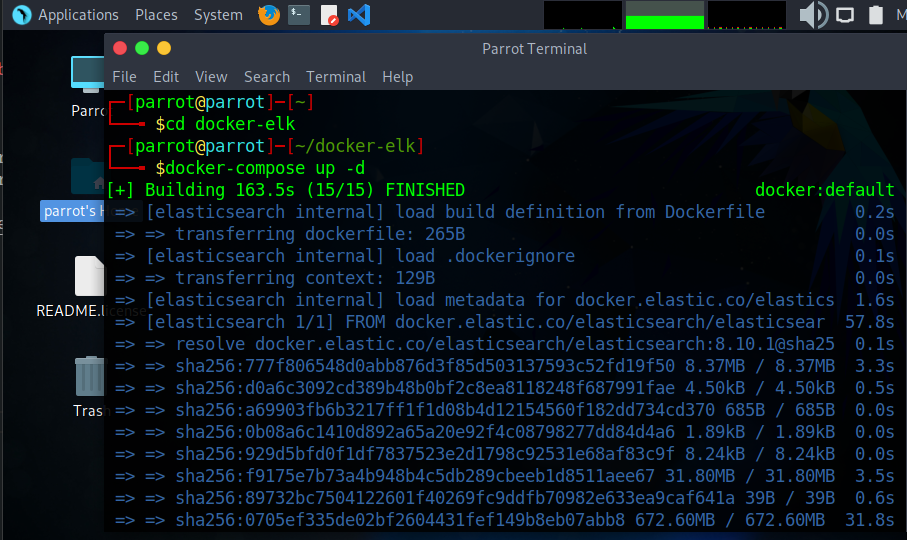 Applications Places System M
Parrot Terminal
File Edit View Search Terminal Help
┌─[parrot@parrot]─[~]
└──╼ $cd docker-elk
┌─[parrot@parrot]─[~/docker-elk]
└──╼ $docker-compose up -d
[+] Building 163.5s (15/15) FINISHED docker:default
=> [elasticsearch internal] load build definition from Dockerfile 0.2s
=> => transferring dockerfile: 265B 0.0s
=> [elasticsearch internal] load .dockerignore 0.1s
=> => transferring context: 129B 0.0s
=> [elasticsearch internal] load metadata for docker.elastic.co/elastics 1.6s
=> [elasticsearch 1/1] FROM docker.elastic.co/elasticsearch/elasticsear 57.8s
=> => resolve docker.elastic.co/elasticsearch/elasticsearch:8.10.1@sha25 0.1s
=> => sha256:777f806548d0abb876d3f85d503137593c52fd19f50 8.37MB / 8.37MB 3.3s
=> => sha256:d0a6c3092cd389b48b0bf2c8ea8118248f687991fae 4.50kB / 4.50kB 0.5s
=> => sha256:a69903fb6b3217ff1f1d08b4d12154560f182dd734cd370 685B / 685B 0.0s
=> => sha256:0b08a6c1410d892a65a20e92f4c08798277dd84d4a6 1.89kB / 1.89kB 0.0s
=> => sha256:929d5bfd0f1df7837523e2d1798c92531e68af83c9f 8.24kB / 8.24kB 0.0s
=> => sha256:f9175e7b73a4b948b4c5db289cbeeb1d8511aee67 31.80MB / 31.80MB 3.5s
=> => sha256:89732bc7504122601f40269fc9ddfb70982e633ea9caf641a 39B / 39B 0.6s
=> => sha256:0705ef335de02bf2604431fef149b8eb07abb8 672.60MB / 672.60MB 31.8s
Parro
parrot's H
README.license
Trash